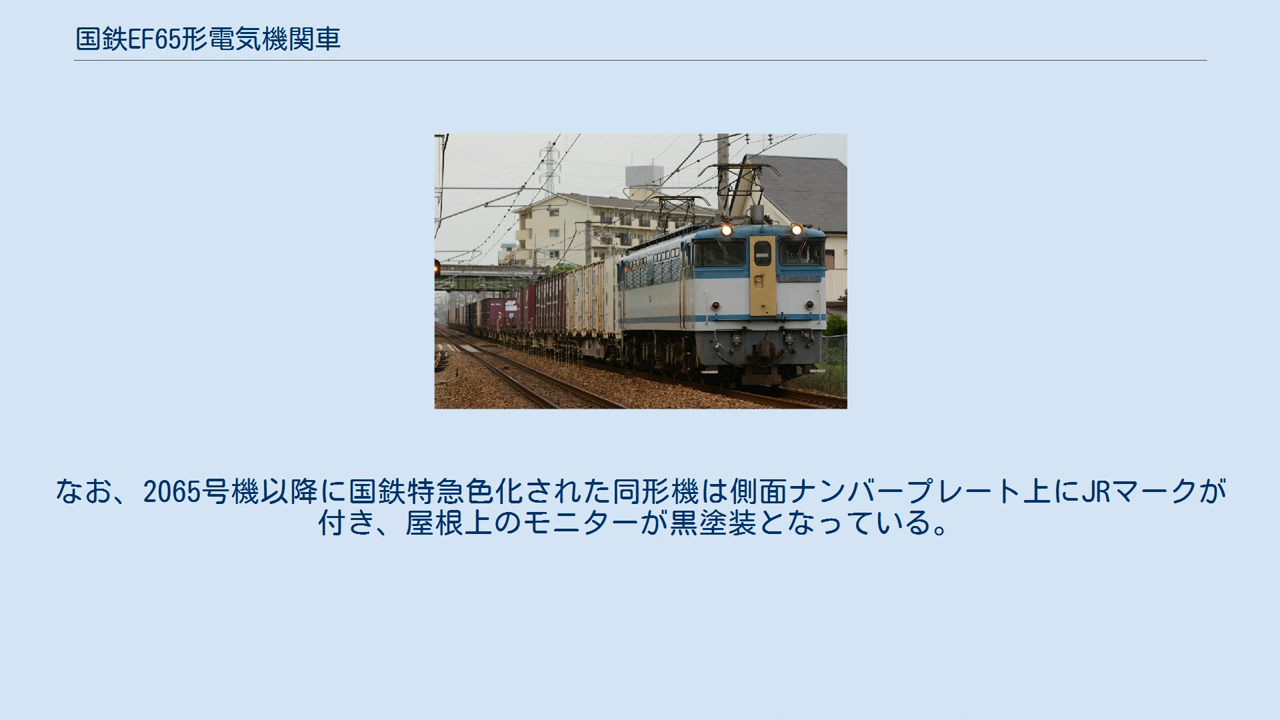 国鉄EF65形電気機関車
なお、2065号機以降に国鉄特急色化された同形機は側面ナンバープレート上にJRマークが
付き、屋根上のモニターが黒塗装となっている。